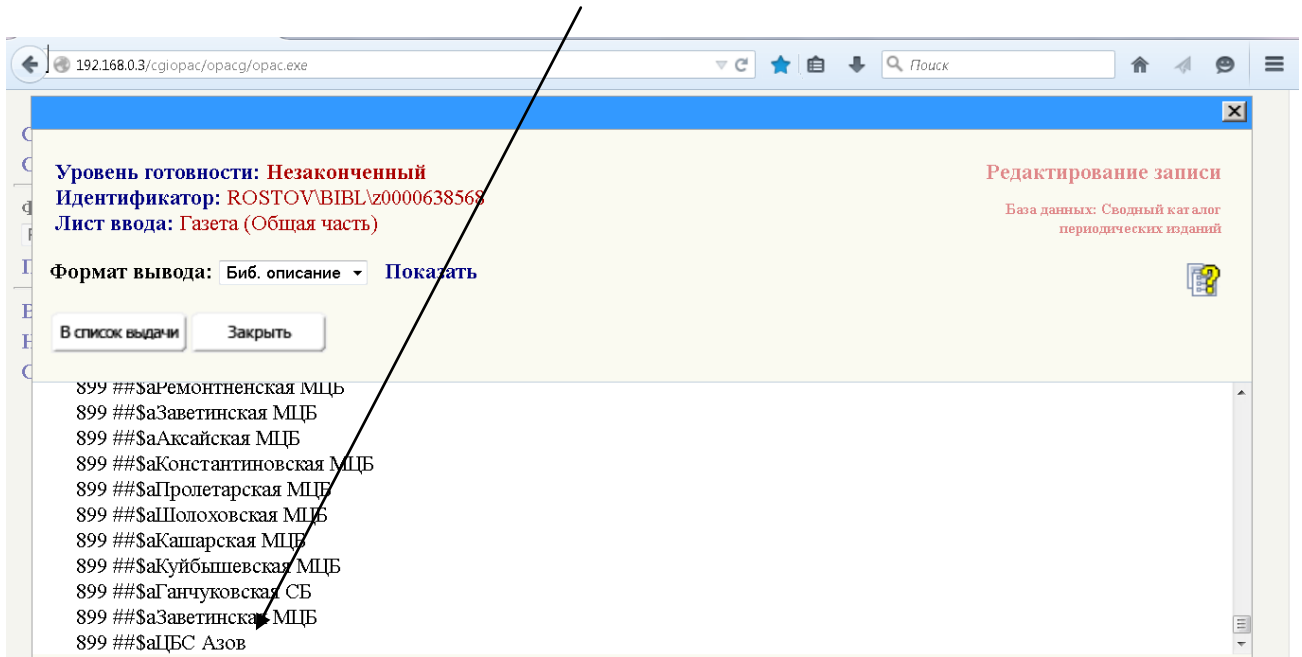 192.168.0.3/cgiopac/opacg/opac.exe
Поиск
Уровень готовности: Незаконченный
Идентификатор: ROSTOV\BIBL\z0000638568
Лист ввода: Газета (Общая часть)
Редактирование записи
База данных: Сводный каталог
периодических изданий
Формат вывода: Биб. описание Показать
В список выдачи Закрыть
899 ##$aРемонтненская МЦБ
899 ##$aЗаветинская МЦБ
899 ##$aАксайская МЦБ
899 ##$aКонстантиновская МЦБ
899 ##$aПролетарская МЦБ
899 ##$aШолоховская МЦБ
899 ##$aКашарская МЦБ
899 ##$aКуйбышевская МЦБ
899 ##$aГанчуковская СБ
899 ##$aЗаветинская МЦБ
899 ##$aЦБС Азов